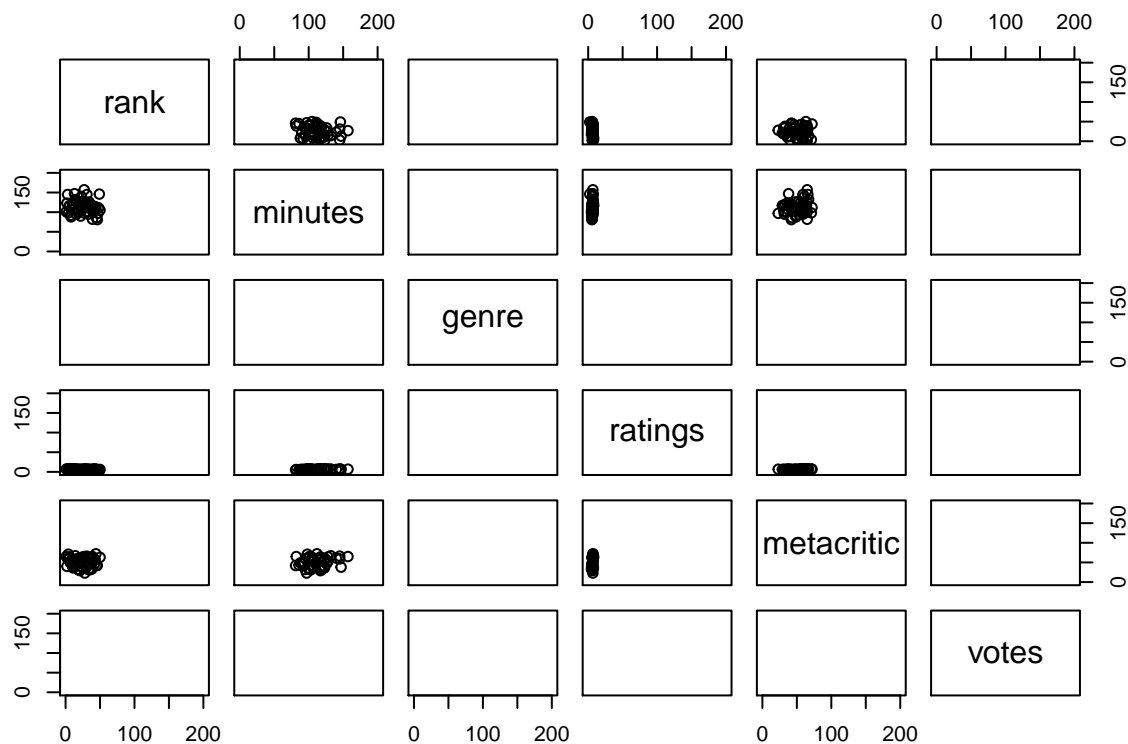 0 100 200 0 100 200 0 100 200
rank 0 150
0 150 minutes
genre 0 150
0 150 ratings
metacritic 0 150
0 150 votes
0 100 200 0 100 200 0 100 200